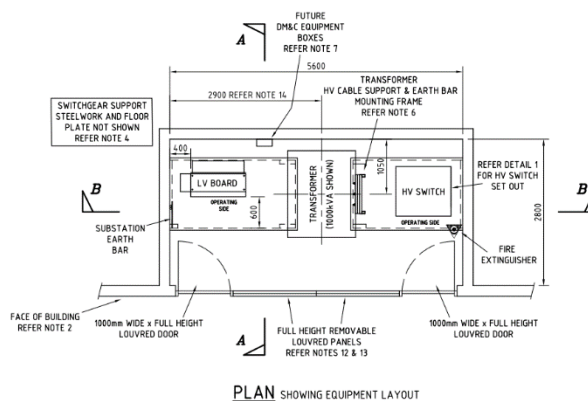 FUTURE
DM&C EQUIPMENT
BOXES
REFER NOTE 7
A
5600
TRANSFORMER
HV CABLE SUPPORT & EARTH BAR
MOUNTING FRAME
REFER NOTE 6
2900 REFER NOTE 14
SWITCHGEAR SUPPORT
STEELWORK AND FLOOR
PLATE NOT SHOWN
REFER NOTE 4
400
1050
REFER DETAIL 1
FOR HV SWITCH
SET OUT
B
LV BOARD
OPERATING
SIDE
600
TRANSFORMER
(1000kVA SHOWN)
HV SWITCH
OPERATING SIDE
2800
B
SUBSTATION
EARTH
BAR
FIRE
EXTINGUISHER
FACE OF BUILDING
REFER NOTE 2
1000mm WIDE x FULL HEIGHT
LOUVRED DOOR
FULL HEIGHT REMOVABLE
LOUVRED PANELS
REFER NOTES 12 & 13
1000mm WIDE x FULL HEIGHT
LOUVRED DOOR
A
PLAN SHOWING EQUIPMENT LAYOUT